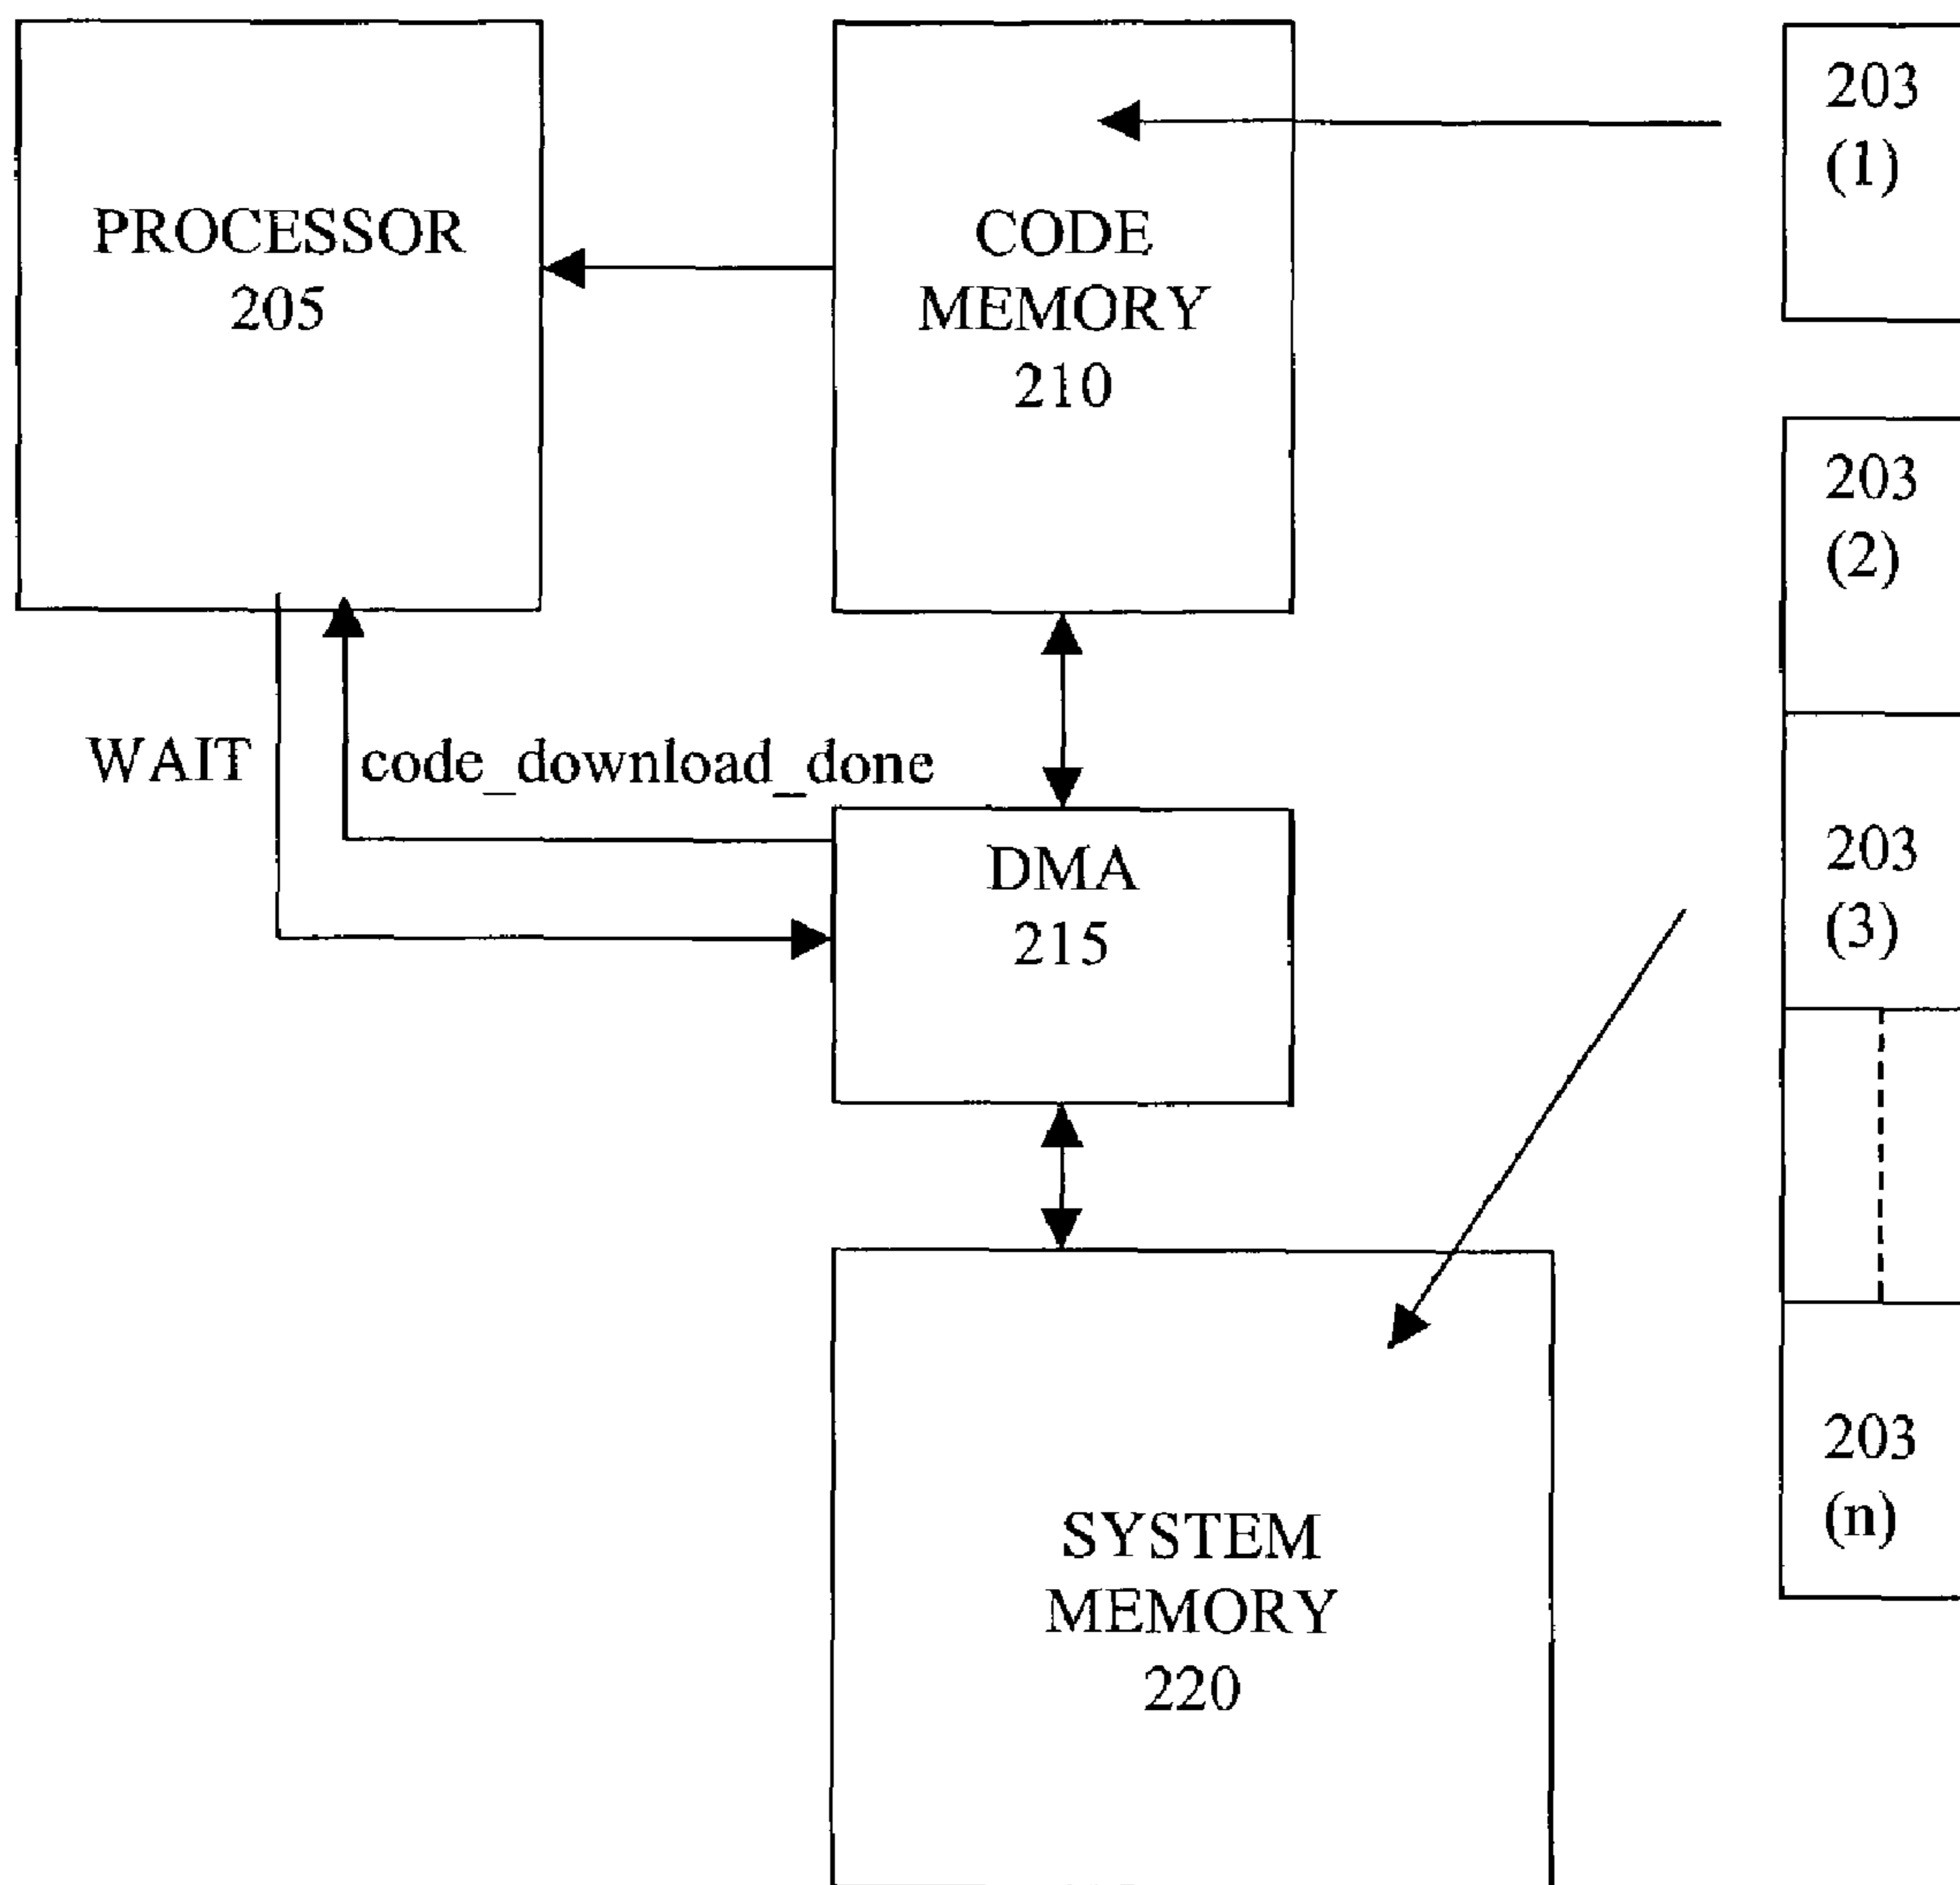 PROCESSOR
205
CODE
MEMORY
210
203
(1)
203
(2)
WAIT
code_download_done
DMA
215
203
(3)
203
(n)
SYSTEM
MEMORY
220